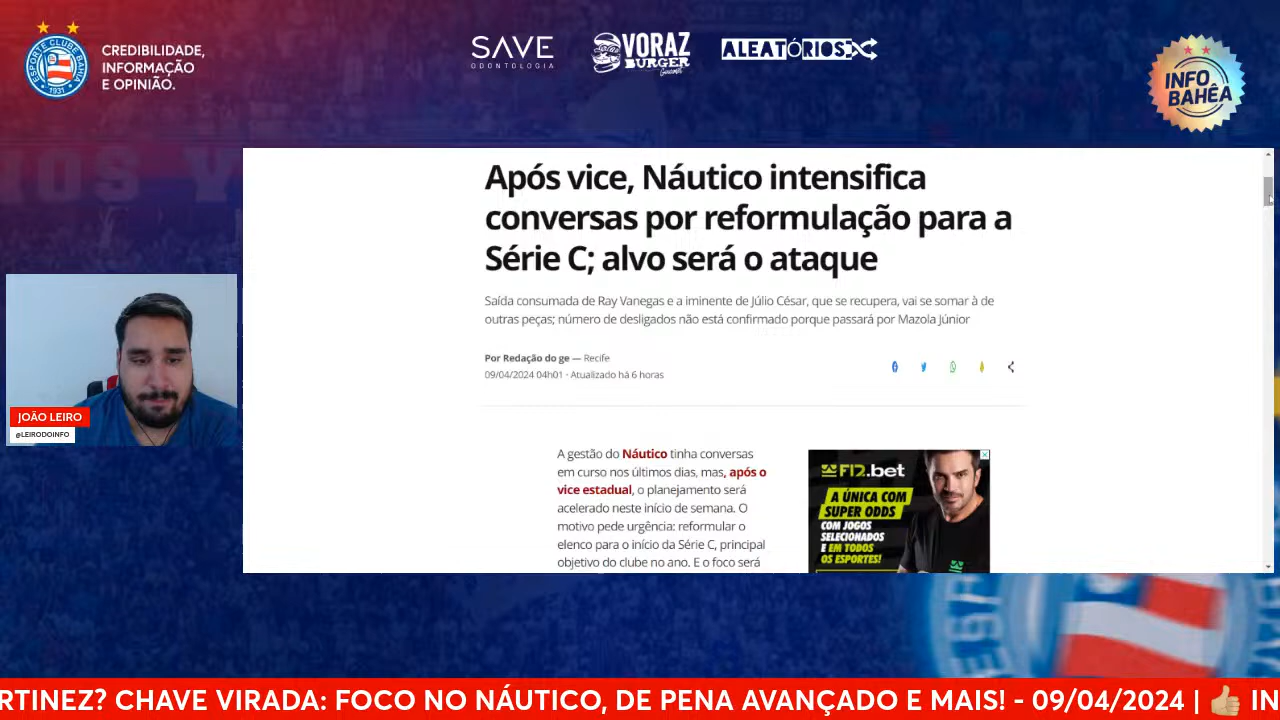 ESPORTE CLUBE BAHIA
1931
CREDIBILIDADE,
INFORMAÇÃO
E OPINIÃO.
SAVE
ODONTOLOGIA
VORAZ
BURGER
Gourmet
ALEATÓRIOS
INFO
BAHÊA
Após vice, Náutico intensifica
conversas por reformulação para a
Série C; alvo será o ataque
Saída consumada de Ray Vanegas e a iminente de Júlio César, que se recupera, vai se somar à de
outras peças; número de desligados não está confirmado porque passará por Mazola Júnior
Por Redação do ge — Recife
09/04/2024 04h01 · Atualizado há 6 horas
A gestão do Náutico tinha conversas
em curso nos últimos dias, mas, após o
vice estadual, o planejamento será
acelerado neste início de semana. O
motivo pede urgência: reformular o
elenco para o início da Série C, principal
objetivo do clube no ano. E o foco será
F12.bet
A ÚNICA COM
SUPER ODDS
COM JOGOS
SELECIONADOS
E EM TODOS
OS ESPORTES!
JOÃO LEIRO
@LEIRODOINFO
RTINEZ? CHAVE VIRADA: FOCO NO NÁUTICO, DE PENA AVANÇADO E MAIS! - 09/04/2024 | 👍🏼 IN